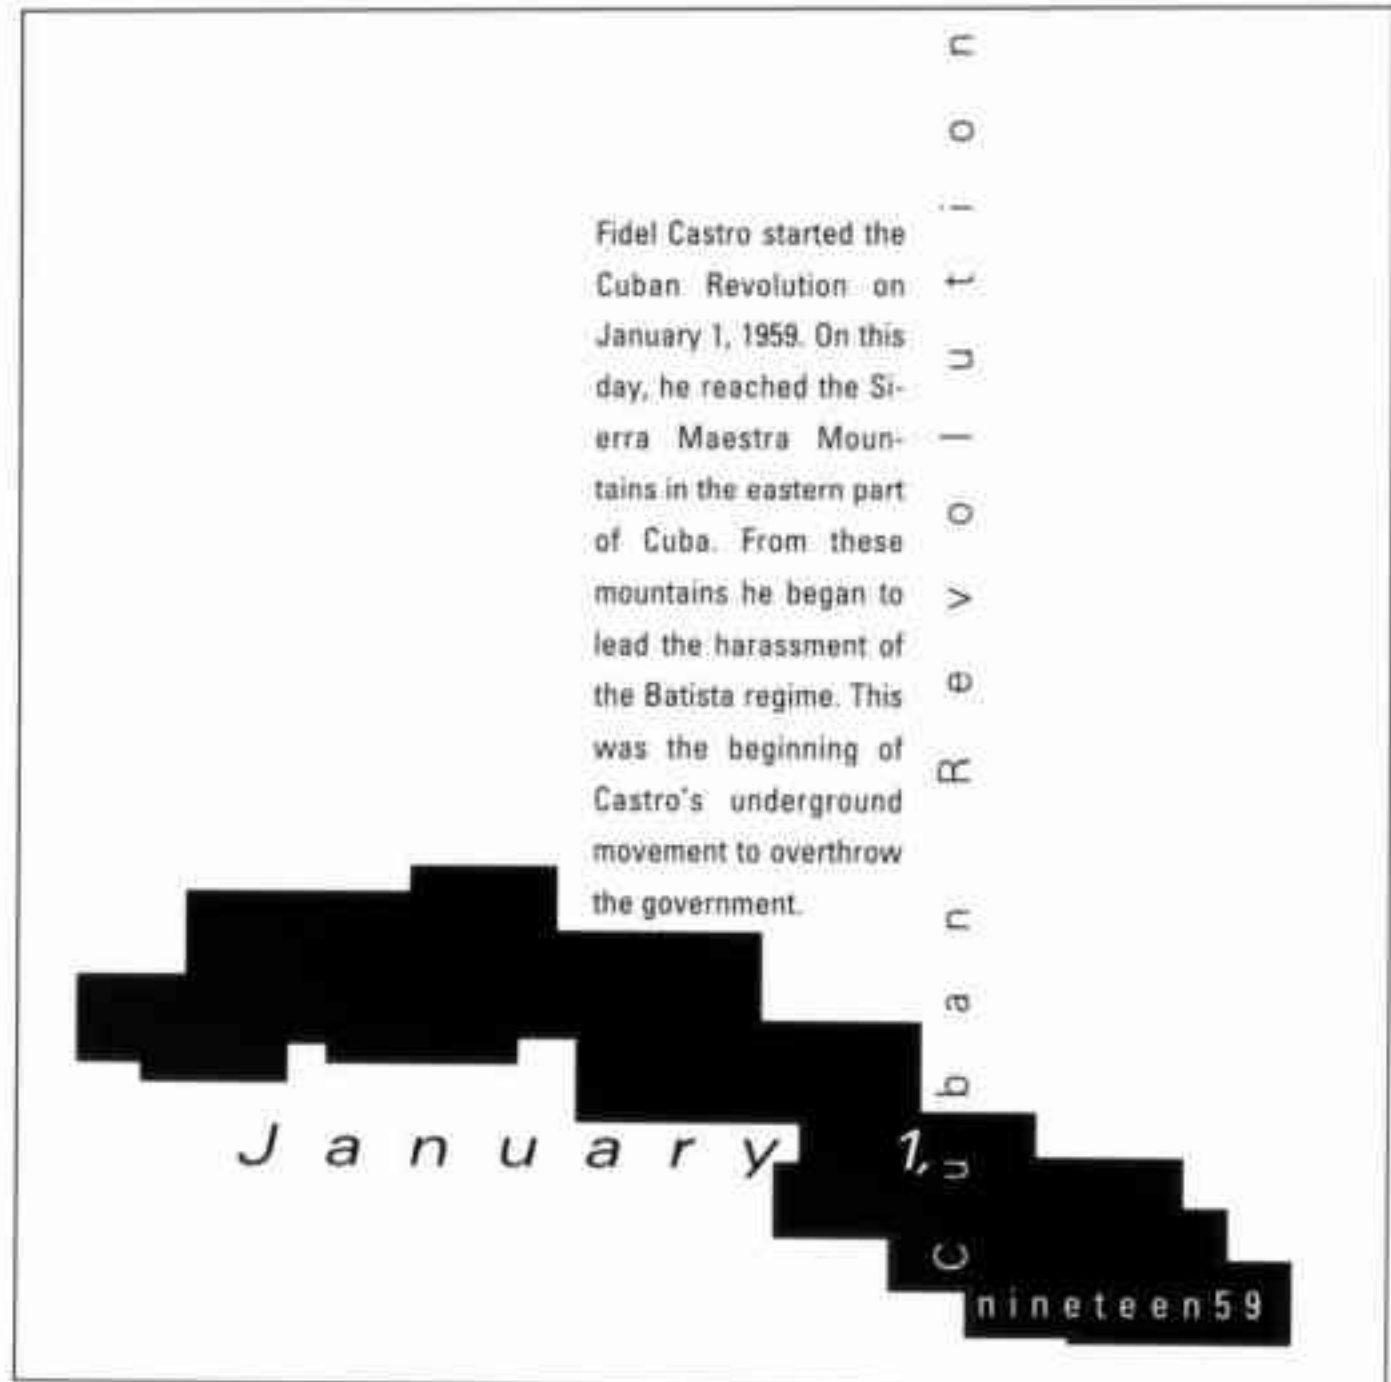 Cuban Revolution
Fidel Castro started the
Cuban Revolution on
January 1, 1959. On this
day, he reached the Si-
erra Maestra Moun-
tains in the eastern part
of Cuba. From these
mountains he began to
lead the harassment of
the Batista regime. This
was the beginning of
Castro's underground
movement to overthrow
the government.
January 1,
nineteen59